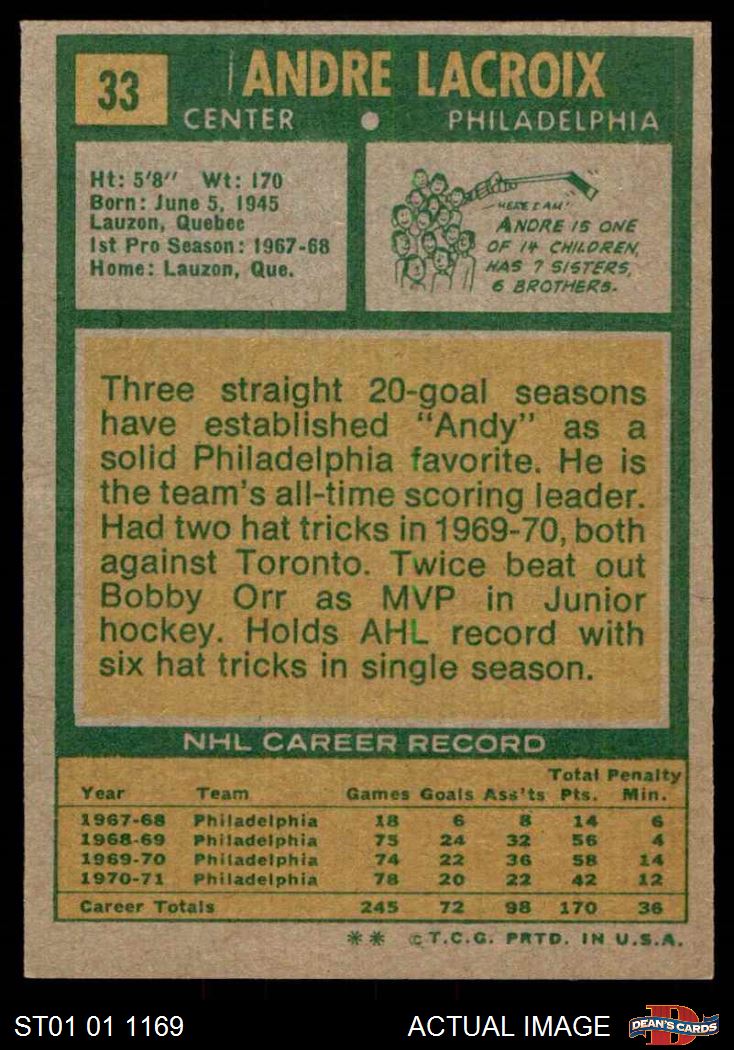 33
ANDRE LACROIX
CENTER • PHILADELPHIA
Ht: 5'8" Wt: 170
Born: June 5, 1945
Lauzon, Quebec
1st Pro Season: 1967-68
Home: Lauzon, Que.
"HERE I AM"
ANDRE IS ONE
OF 14 CHILDREN,
HAS 7 SISTERS,
6 BROTHERS.
Three straight 20-goal seasons
have established "Andy" as a
solid Philadelphia favorite. He is
the team's all-time scoring leader.
Had two hat tricks in 1969-70, both
against Toronto. Twice beat out
Bobby Orr as MVP in Junior
hockey. Holds AHL record with
six hat tricks in single season.
NHL CAREER RECORD
Total Penalty
Year Team Games Goals Ass'ts Pts. Min.
1967-68 Philadelphia 18 6 8 14 6
1968-69 Philadelphia 75 24 32 56 4
1969-70 Philadelphia 74 22 36 58 14
1970-71 Philadelphia 78 20 22 42 12
Career Totals 245 72 98 170 36
** © T.C.G. PRTD. IN U.S.A.
ST01 01 1169 ACTUAL IMAGE
D
DEAN'S CARDS